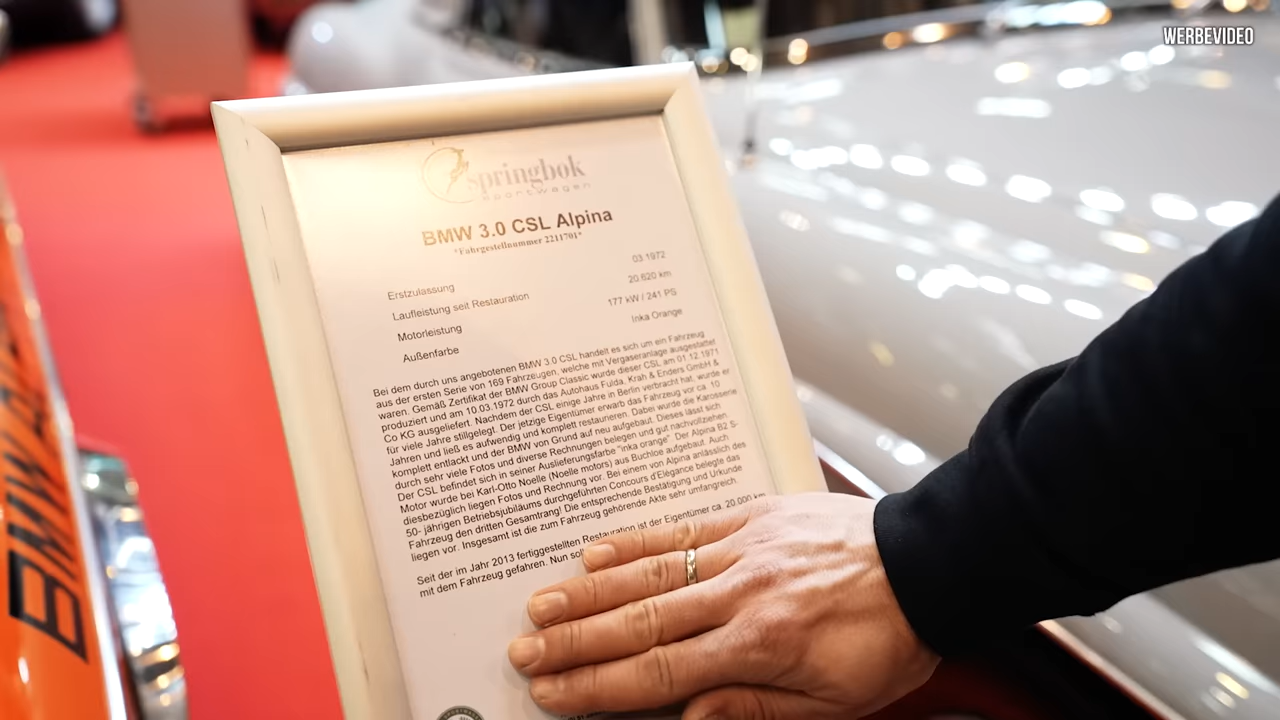 WERBEVIDEO
springbok
sportwagen
BMW 3.0 CSL Alpina
*Fahrgestellnummer 2211701*
Erstzulassung 03.1972
Laufleistung seit Restauration 20.620 km
Motorleistung 177 kW / 241 PS
Außenfarbe Inka Orange
Bei dem durch uns angebotenen BMW 3.0 CSL handelt es sich um ein Fahrzeug
aus der ersten Serie von 169 Fahrzeugen, welche mit Vergaseranlage ausgestattet
waren. Gemäß Zertifikat der BMW Group Classic wurde dieser CSL am 01.12.1971
produziert und am 10.03.1972 durch das Autohaus Fulda, Krah & Enders GmbH &
Co KG ausgeliefert. Nachdem der CSL einige Jahre in Berlin verbracht hat, wurde er
für viele Jahre stillgelegt. Der jetzige Eigentümer erwarb das Fahrzeug vor ca. 10
Jahren und ließ es aufwendig und komplett restaurieren. Dabei wurde die Karosserie
komplett entlackt und der BMW von Grund auf neu aufgebaut. Dieses lässt sich
durch sehr viele Fotos und diverse Rechnungen belegen und gut nachvollziehen.
Der CSL befindet sich in seiner Auslieferungsfarbe "inka orange". Der Alpina B2 S-
Motor wurde bei Karl-Otto Noelle (Noelle motors) aus Buchloe aufgebaut. Auch
diesbezüglich liegen Fotos und Rechnung vor. Bei einem von Alpina anlässlich des
50- jährigen Betriebsjubiläums durchgeführten Concours d'Elégance belegte das
Fahrzeug den dritten Gesamtrang! Die entsprechende Bestätigung und Urkunde
liegen vor. Insgesamt ist die zum Fahrzeug gehörende Akte sehr umfangreich.
Seit der im Jahr 2013 fertiggestellten Restauration ist der Eigentümer ca. 20.000 km
mit dem Fahrzeug gefahren. Nun soll
BMW